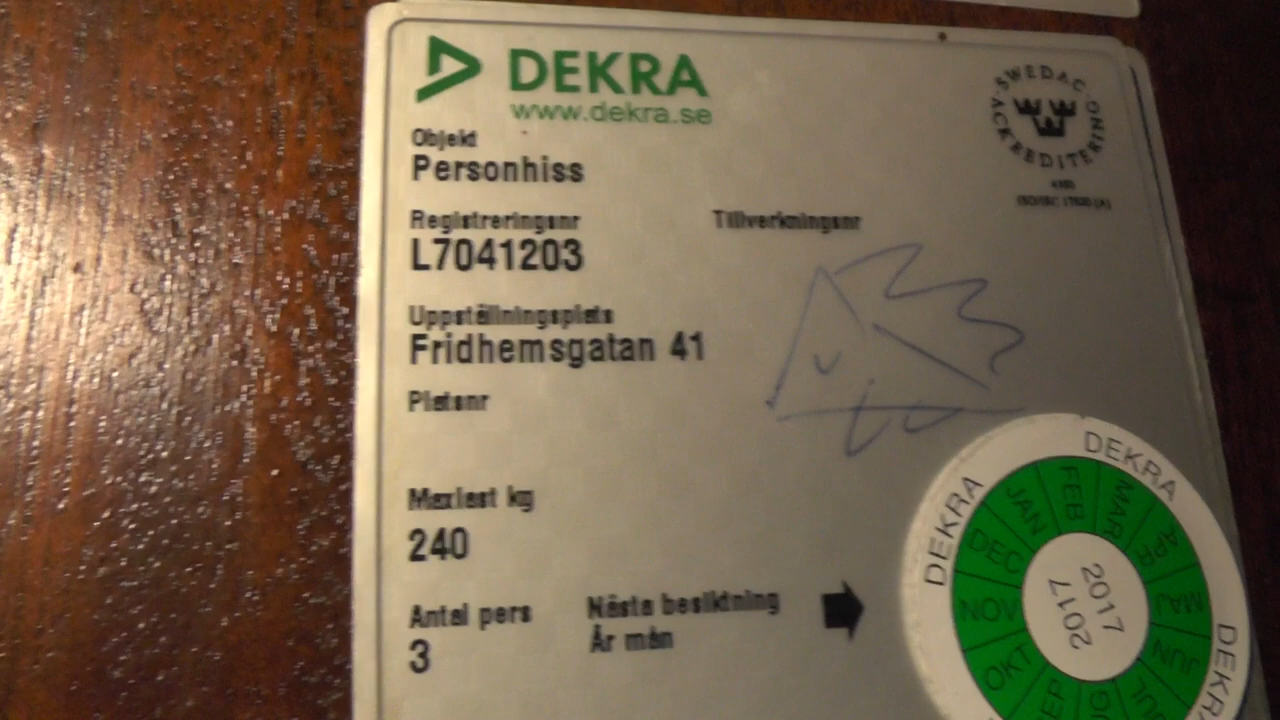 DEKRA
www.dekra.se
SWEDAC ACKREDITERING
Objekt
Personhiss
Registreringsnr
Tillverkningsnr
L7041203
Uppställningsplats
Fridhemsgatan 41
Platsnr
Maxlast kg
240
Antal pers
3
Nästa besiktning
År mån
DEKRA DEKRA DEKRA
JAN FEB MAR APR MAJ JUN JUL OKT NOV DEC
2017
2017